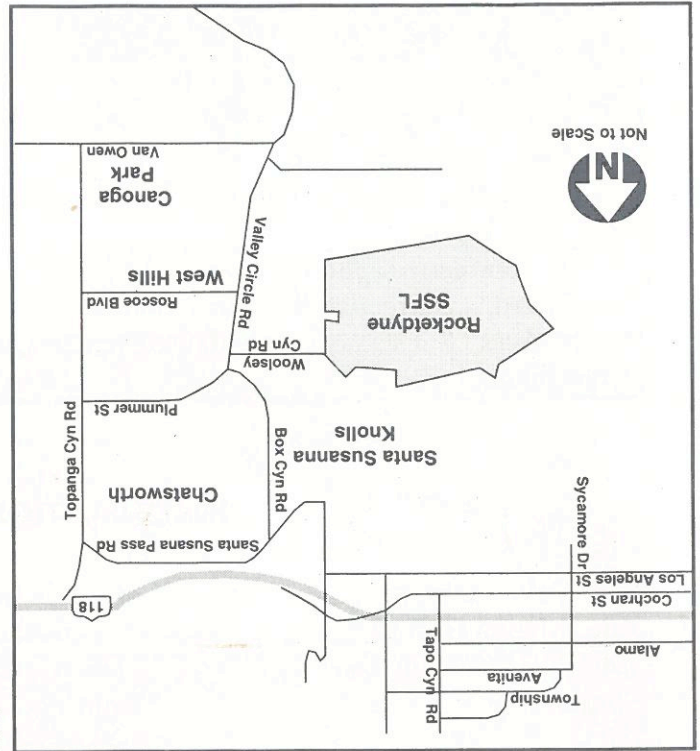 Township
Avenita
Tapo Cyn Rd
Alamo
Cochran St
118
Los Angeles St
Sycamore Dr
Santa Susana Pass Rd
Chatsworth
Topanga Cyn Rd
Box Cyn Rd
Santa Susanna
Knolls
Plummer St
Woolsey
Cyn Rd
Rocketdyne
SSFL
Valley Circle Rd
Roscoe Blvd
West Hills
N
Not to Scale
Canoga
Park
Van Owen